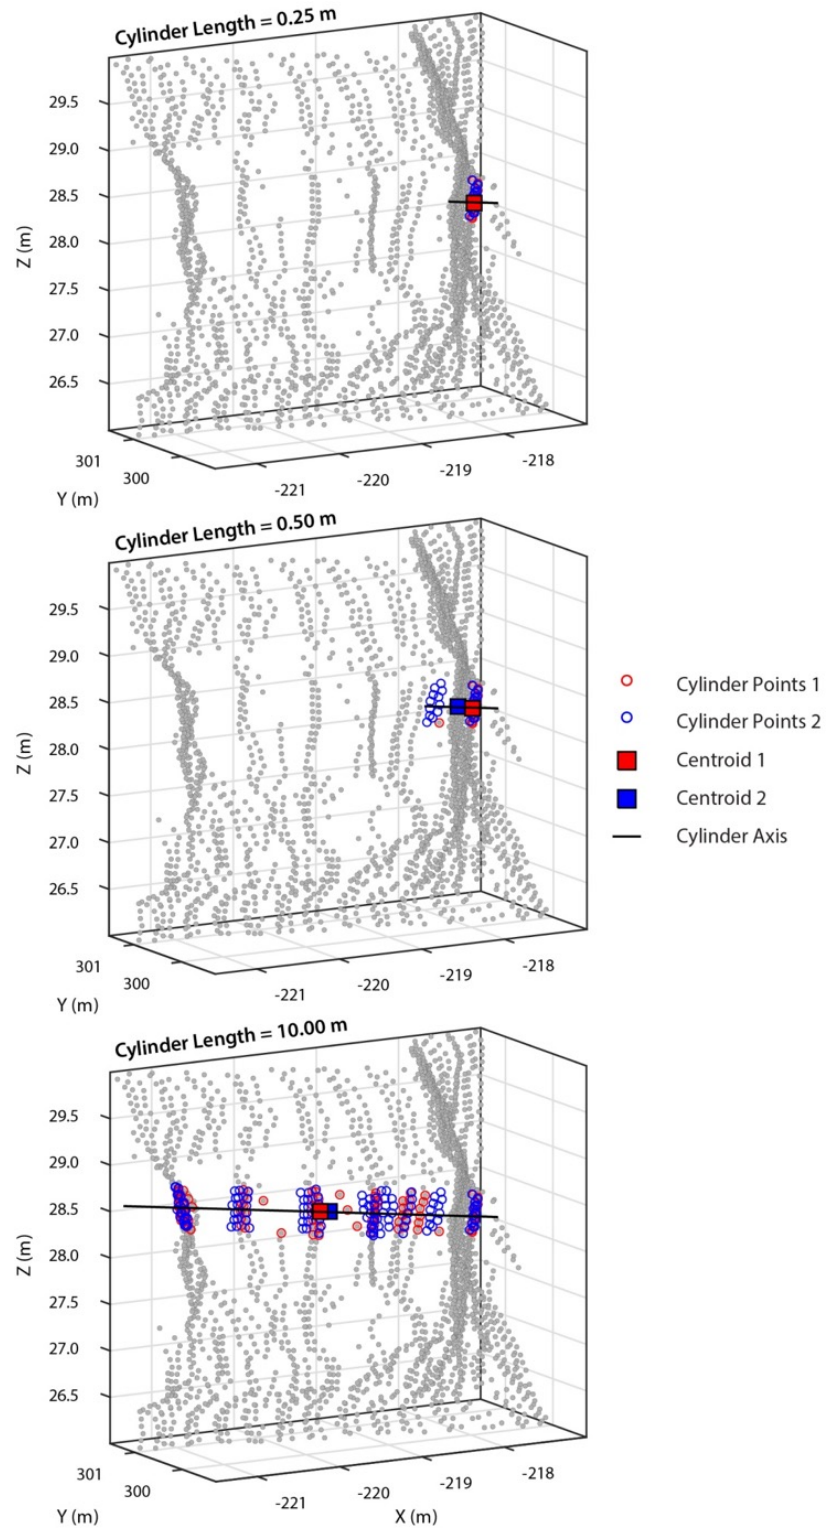 Cylinder Length = 0.25 m
29.5
29.0
28.5
28.0
27.5
27.0
26.5
Z (m)
301
300
Y (m)
-221
-220
-219
-218
Cylinder Length = 0.50 m
29.5
29.0
28.5
28.0
27.5
27.0
26.5
Z (m)
301
300
Y (m)
-221
-220
-219
-218
Cylinder Points 1
Cylinder Points 2
Centroid 1
Centroid 2
Cylinder Axis
Cylinder Length = 10.00 m
29.5
29.0
28.5
28.0
27.5
27.0
26.5
Z (m)
301
300
Y (m)
-221
-220
-219
-218
X (m)